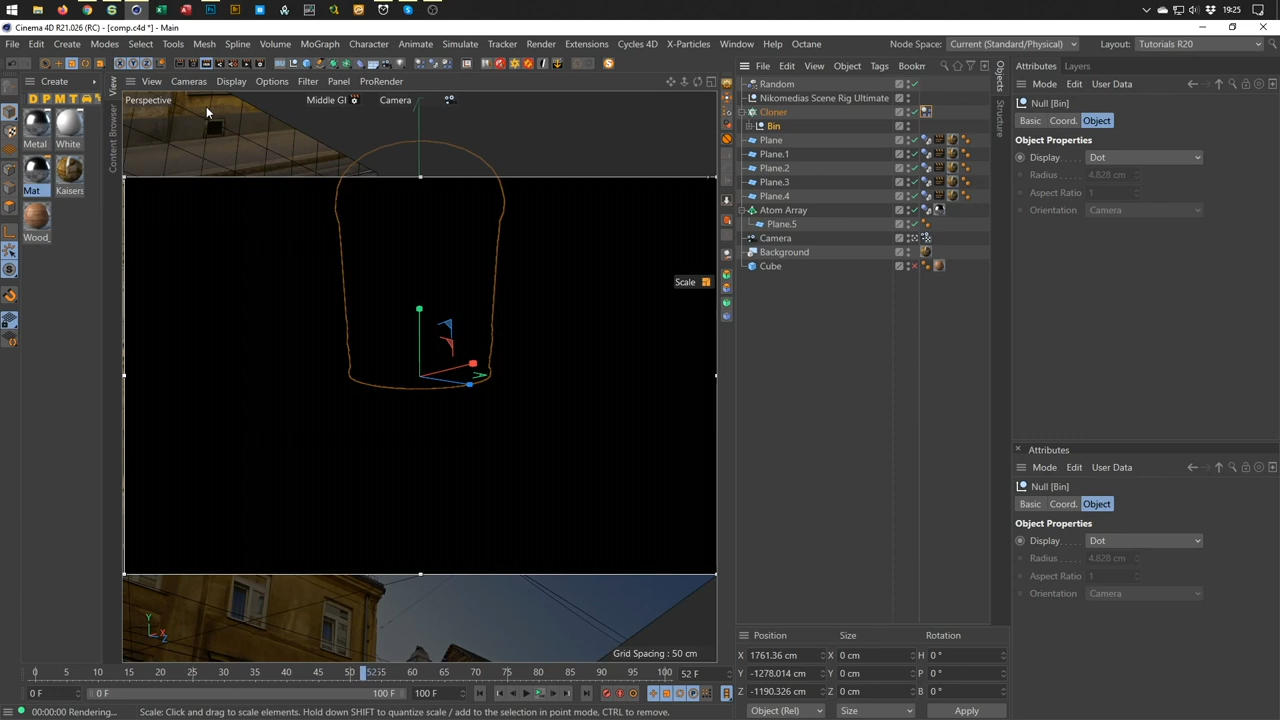 19:25
Cinema 4D R21.026 (RC) - [comp.c4d *] - Main
File Edit Create Modes Select Tools Mesh Spline Volume MoGraph Character Animate Simulate Tracker Render Extensions Cycles 4D X-Particles Window Help Octane
Node Space: Current (Standard/Physical) Layout: Tutorials R20
Create
View Cameras Display Options Filter Panel ProRender
File Edit View Object Tags Bookm
Attributes Layers
Mode Edit User Data
D P M T
Perspective
Middle GI
Camera
Metal White
Mat Kaisers
Wood_
View
Content Browser
Scale
Grid Spacing : 50 cm
Y
X
Z
Random
Nikomedias Scene Rig Ultimate
Cloner
Bin
Plane
Plane.1
Plane.2
Plane.3
Plane.4
Atom Array
Plane.5
Camera
Background
Cube
Objects
Structure
Null [Bin]
Basic Coord. Object
Object Properties
Display. . . . . Dot
Radius . . . . . 4.828 cm
Aspect Ratio 1
Orientation . Camera
Attributes
Mode Edit User Data
Null [Bin]
Basic Coord. Object
Object Properties
Display. . . . . Dot
Radius . . . . . 4.828 cm
Aspect Ratio 1
Orientation . Camera
Position Size Rotation
X 1761.36 cm X 0 cm H 0 °
Y -1278.014 cm Y 0 cm P 0 °
Z -1190.326 cm Z 0 cm B 0 °
Object (Rel) Size Apply
0 5 10 15 20 25 30 35 40 45 50 5235 60 65 70 75 80 85 90 95 100 52 F
0 F 0 F 100 F 100 F
00:00:00 Rendering... Scale: Click and drag to scale elements. Hold down SHIFT to quantize scale / add to the selection in point mode, CTRL to remove.